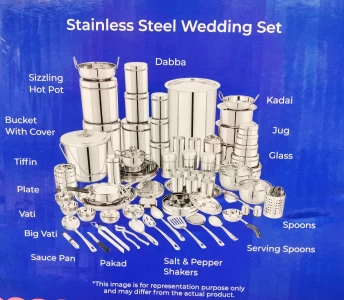 Stainless Steel Wedding Set
Dabba
Sizzling
Hot Pot
Kadai
Bucket
With Cover
Jug
Glass
Tiffin
Plate
Vati
Spoons
Big Vati
Serving Spoons
Sauce Pan
Pakad
Salt & Pepper
Shakers
*This image is for representation purpose only
and may differ from the actual product.